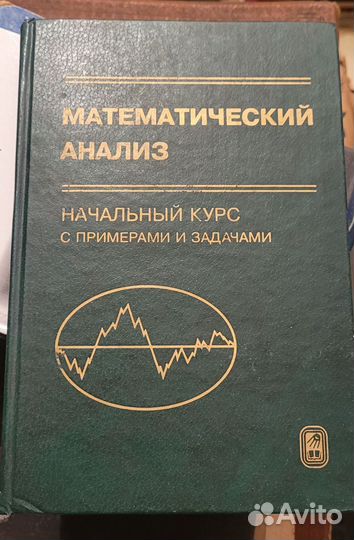 МАТЕМАТИЧЕСКИЙ
АНАЛИЗ
НАЧАЛЬНЫЙ КУРС
С ПРИМЕРАМИ И ЗАДАЧАМИ
Avito